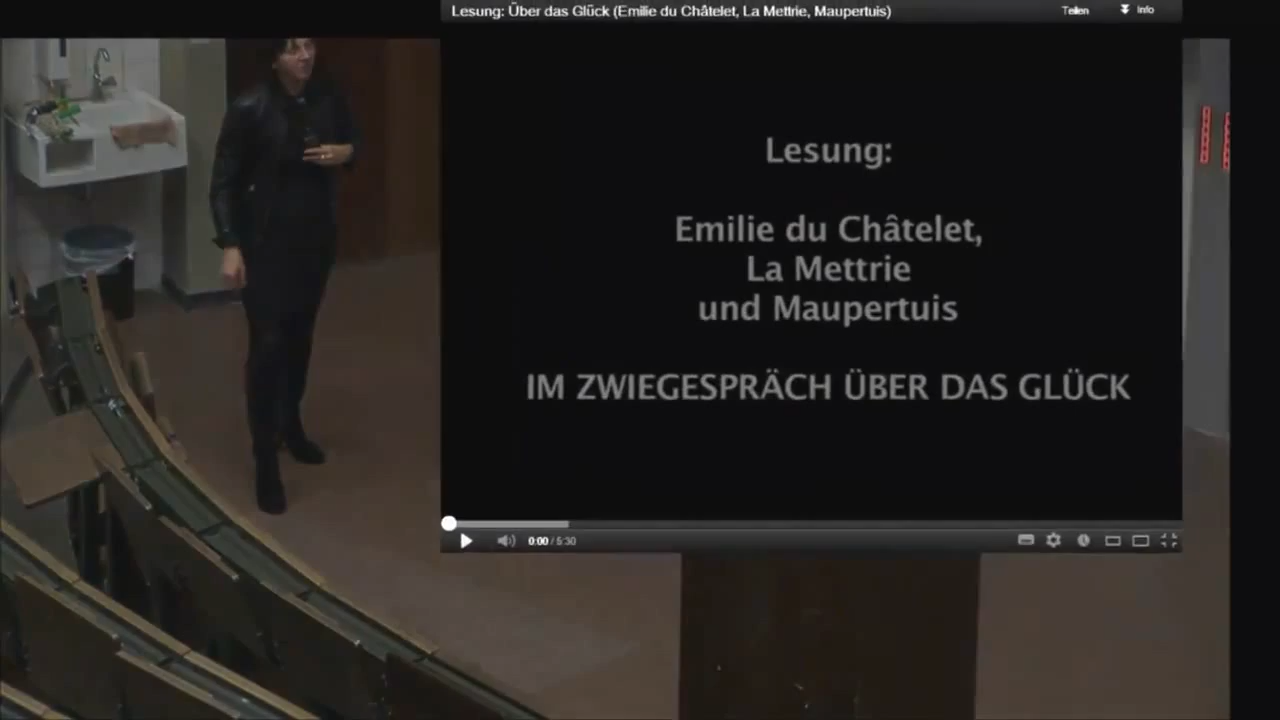 Lesung: Über das Glück (Emilie du Châtelet, La Mettrie, Maupertuis)
Teilen
Info
Lesung:
Emilie du Châtelet,
La Mettrie
und Maupertuis
IM ZWIEGESPRÄCH ÜBER DAS GLÜCK
0:00 / 5:30